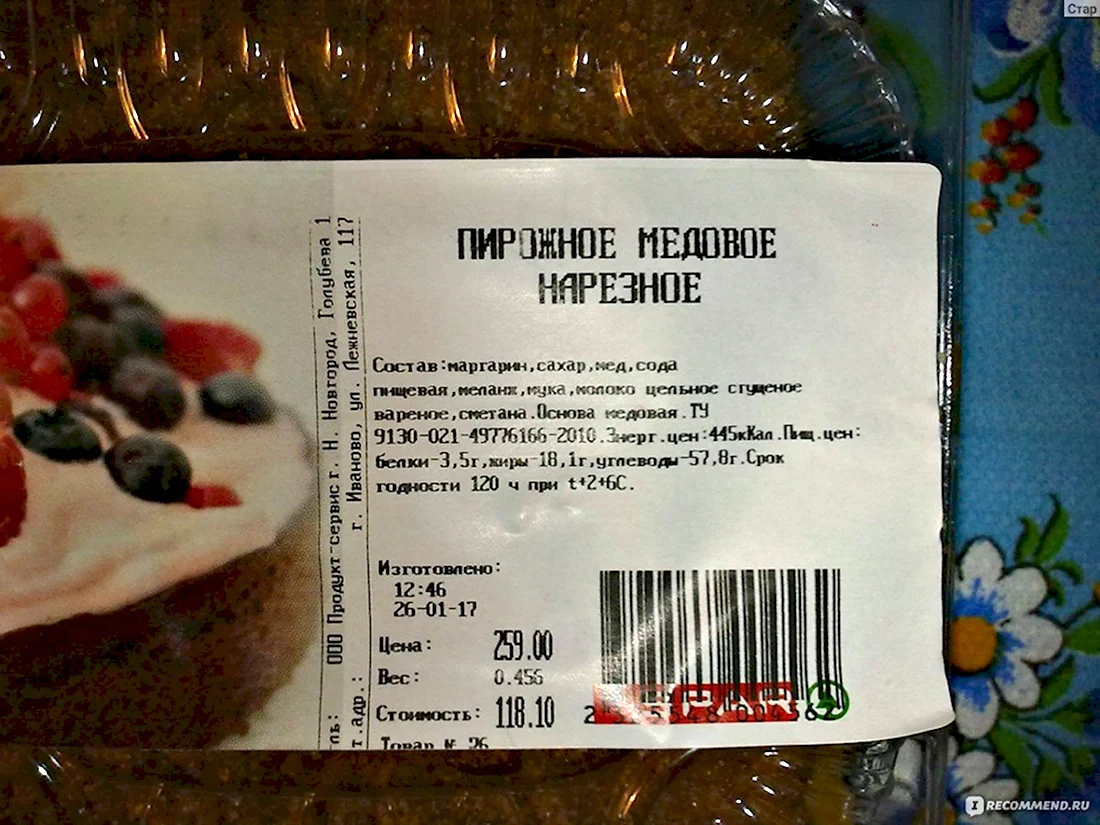 Стар
ПИРОЖНОЕ МЕДОВОЕ
НАРЕЗНОЕ
ООО Продукт-сервис г. Н. Новгород, Голубева 1
т.адр.: г. Иваново, ул. Лежневская, 117
Состав:маргарин,сахар,мед,сода
пищевая,меланж,мука,молоко цельное сгущеное
вареное,сметана.Основа медовая.ТУ
9130-021-49776166-2010.Энерг.цен:445кКал.Пищ.цен:
белки-3,5г,жиры-18,1г,углеводы-57,8г.Срок
годности 120 ч при t+2+6С.
Изготовлено:
12:46
26-01-17
Цена: 259.00
Вес: 0.456
Стоимость: 118.10
Товар № 26
SPAR
RECOMMEND.RU